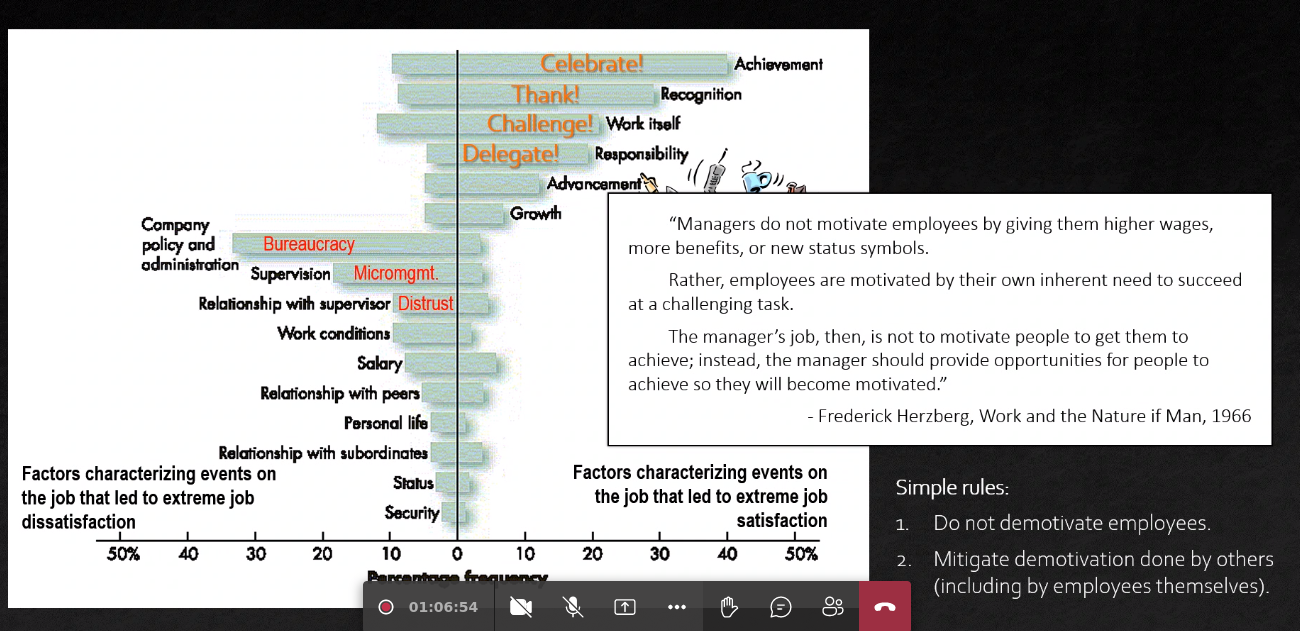 Celebrate! Achievement
Thank! Recognition
Challenge! Work itself
Delegate! Responsibility
Advancement
Growth
Company
policy and
administration
Bureaucracy
Supervision Micromgmt.
Relationship with supervisor Distrust
Work conditions
Salary
Relationship with peers
Personal life
Relationship with subordinates
Status
Security
Factors characterizing events on
the job that led to extreme job
dissatisfaction
Factors characterizing events on
the job that led to extreme job
satisfaction
50% 40 30 20 10 0 10 20 30 40 50%
Percentage frequency
“Managers do not motivate employees by giving them higher wages,
more benefits, or new status symbols.
Rather, employees are motivated by their own inherent need to succeed
at a challenging task.
The manager’s job, then, is not to motivate people to get them to
achieve; instead, the manager should provide opportunities for people to
achieve so they will become motivated.”
- Frederick Herzberg, Work and the Nature if Man, 1966
Simple rules:
1. Do not demotivate employees.
2. Mitigate demotivation done by others
(including by employees themselves).
01:06:54